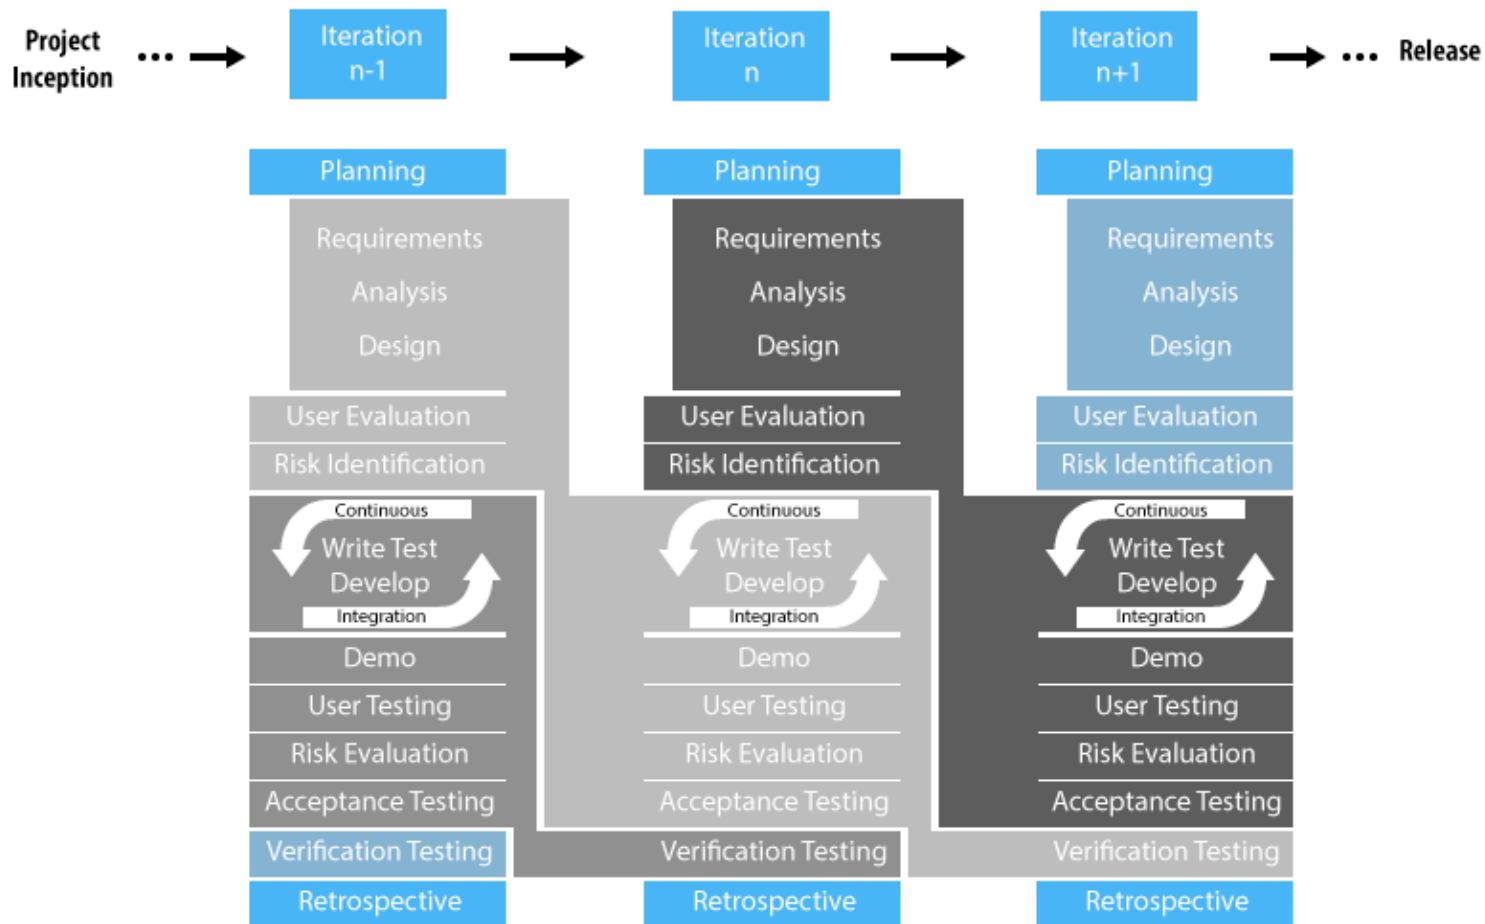 Project
Inception
...
Iteration
n-1
Iteration
n
Iteration
n+1
...
Release
Planning
Requirements
Analysis
Design
User Evaluation
Risk Identification
Continuous
Write Test
Develop
Integration
Demo
User Testing
Risk Evaluation
Acceptance Testing
Verification Testing
Retrospective
Planning
Requirements
Analysis
Design
User Evaluation
Risk Identification
Continuous
Write Test
Develop
Integration
Demo
User Testing
Risk Evaluation
Acceptance Testing
Verification Testing
Retrospective
Planning
Requirements
Analysis
Design
User Evaluation
Risk Identification
Continuous
Write Test
Develop
Integration
Demo
User Testing
Risk Evaluation
Acceptance Testing
Verification Testing
Retrospective